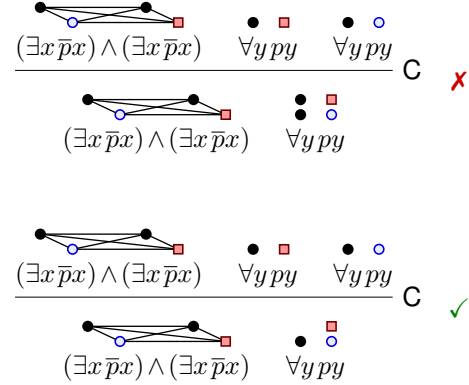 (∃x p̅x) ∧ (∃x p̅x) ∀y py ∀y py
C ✗
(∃x p̅x) ∧ (∃x p̅x) ∀y py
(∃x p̅x) ∧ (∃x p̅x) ∀y py ∀y py
C ✓
(∃x p̅x) ∧ (∃x p̅x) ∀y py